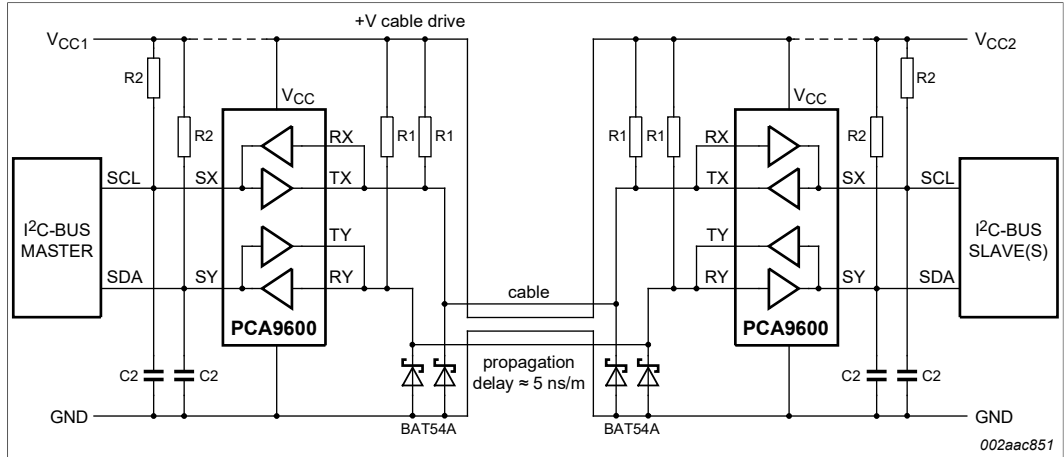 +V cable drive
VCC1
VCC2
R2
R2
VCC
R1
R1
R1
R1
VCC
R2
R2
RX
RX
SCL
SX
TX
TX
SX
SCL
I2C-BUS
MASTER
I2C-BUS
SLAVE(S)
TY
TY
SDA
SY
RY
RY
SY
SDA
cable
PCA9600
PCA9600
propagation
delay ≈ 5 ns/m
C2
C2
C2
C2
GND
GND
BAT54A
BAT54A
002aac851